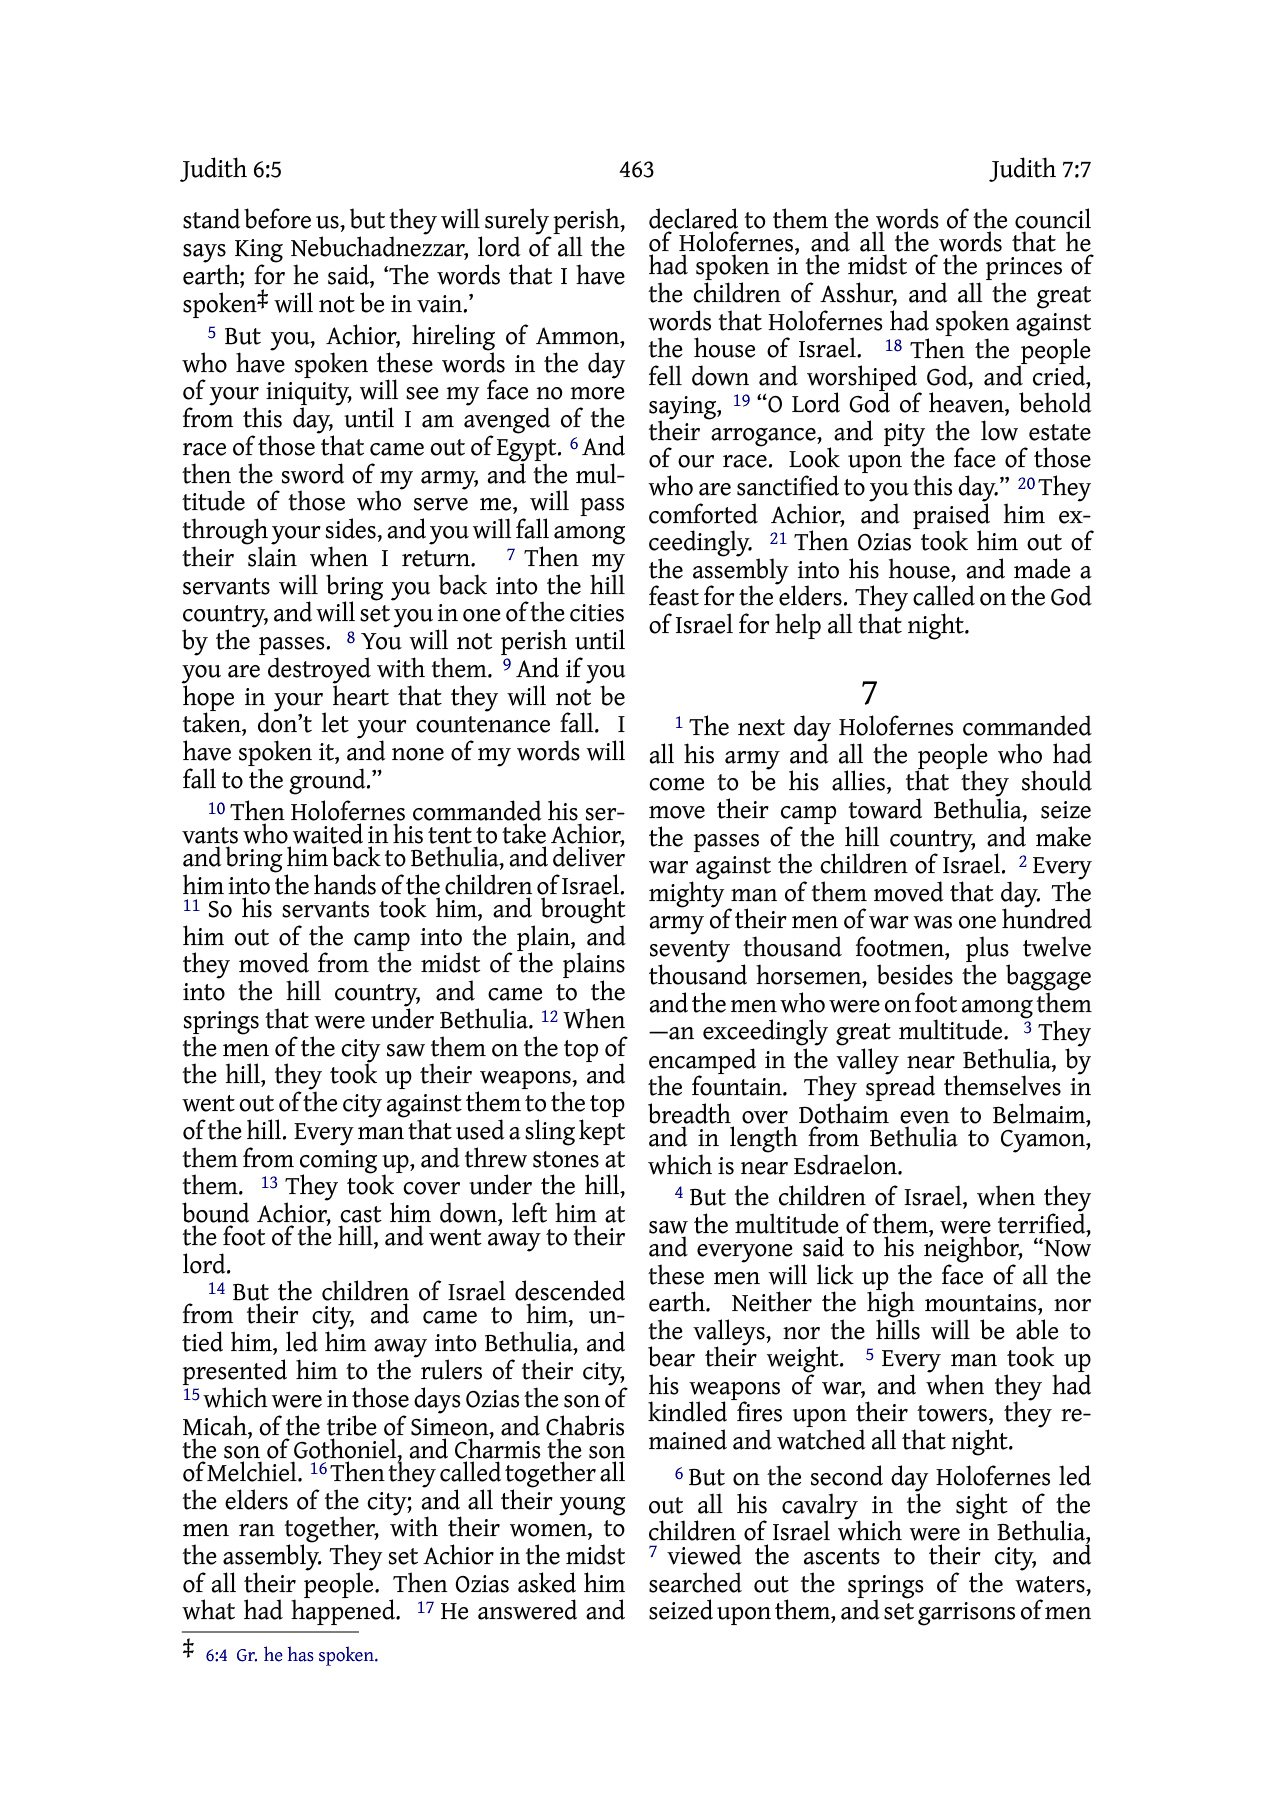 Judith 6:5 463 Judith 7:7
stand before us, but they will surely perish,
says King Nebuchadnezzar, lord of all the
earth; for he said, ‘The words that I have
spoken‡ will not be in vain.’
5 But you, Achior, hireling of Ammon,
who have spoken these words in the day
of your iniquity, will see my face no more
from this day, until I am avenged of the
race of those that came out of Egypt. 6 And
then the sword of my army, and the mul-
titude of those who serve me, will pass
through your sides, and you will fall among
their slain when I return. 7 Then my
servants will bring you back into the hill
country, and will set you in one of the cities
by the passes. 8 You will not perish until
you are destroyed with them. 9 And if you
hope in your heart that they will not be
taken, don’t let your countenance fall. I
have spoken it, and none of my words will
fall to the ground.”
10 Then Holofernes commanded his ser-
vants who waited in his tent to take Achior,
and bring him back to Bethulia, and deliver
him into the hands of the children of Israel.
11 So his servants took him, and brought
him out of the camp into the plain, and
they moved from the midst of the plains
into the hill country, and came to the
springs that were under Bethulia. 12 When
the men of the city saw them on the top of
the hill, they took up their weapons, and
went out of the city against them to the top
of the hill. Every man that used a sling kept
them from coming up, and threw stones at
them. 13 They took cover under the hill,
bound Achior, cast him down, left him at
the foot of the hill, and went away to their
lord.
14 But the children of Israel descended
from their city, and came to him, un-
tied him, led him away into Bethulia, and
presented him to the rulers of their city,
15 which were in those days Ozias the son of
Micah, of the tribe of Simeon, and Chabris
the son of Gothoniel, and Charmis the son
of Melchiel. 16 Then they called together all
the elders of the city; and all their young
men ran together, with their women, to
the assembly. They set Achior in the midst
of all their people. Then Ozias asked him
what had happened. 17 He answered and
‡ 6:4 Gr. he has spoken.
declared to them the words of the council
of Holofernes, and all the words that he
had spoken in the midst of the princes of
the children of Asshur, and all the great
words that Holofernes had spoken against
the house of Israel. 18 Then the people
fell down and worshiped God, and cried,
saying, 19 “O Lord God of heaven, behold
their arrogance, and pity the low estate
of our race. Look upon the face of those
who are sanctified to you this day.” 20 They
comforted Achior, and praised him ex-
ceedingly. 21 Then Ozias took him out of
the assembly into his house, and made a
feast for the elders. They called on the God
of Israel for help all that night.
7
1 The next day Holofernes commanded
all his army and all the people who had
come to be his allies, that they should
move their camp toward Bethulia, seize
the passes of the hill country, and make
war against the children of Israel. 2 Every
mighty man of them moved that day. The
army of their men of war was one hundred
seventy thousand footmen, plus twelve
thousand horsemen, besides the baggage
and the men who were on foot among them
—an exceedingly great multitude. 3 They
encamped in the valley near Bethulia, by
the fountain. They spread themselves in
breadth over Dothaim even to Belmaim,
and in length from Bethulia to Cyamon,
which is near Esdraelon.
4 But the children of Israel, when they
saw the multitude of them, were terrified,
and everyone said to his neighbor, “Now
these men will lick up the face of all the
earth. Neither the high mountains, nor
the valleys, nor the hills will be able to
bear their weight. 5 Every man took up
his weapons of war, and when they had
kindled fires upon their towers, they re-
mained and watched all that night.
6 But on the second day Holofernes led
out all his cavalry in the sight of the
children of Israel which were in Bethulia,
7 viewed the ascents to their city, and
searched out the springs of the waters,
seized upon them, and set garrisons of men